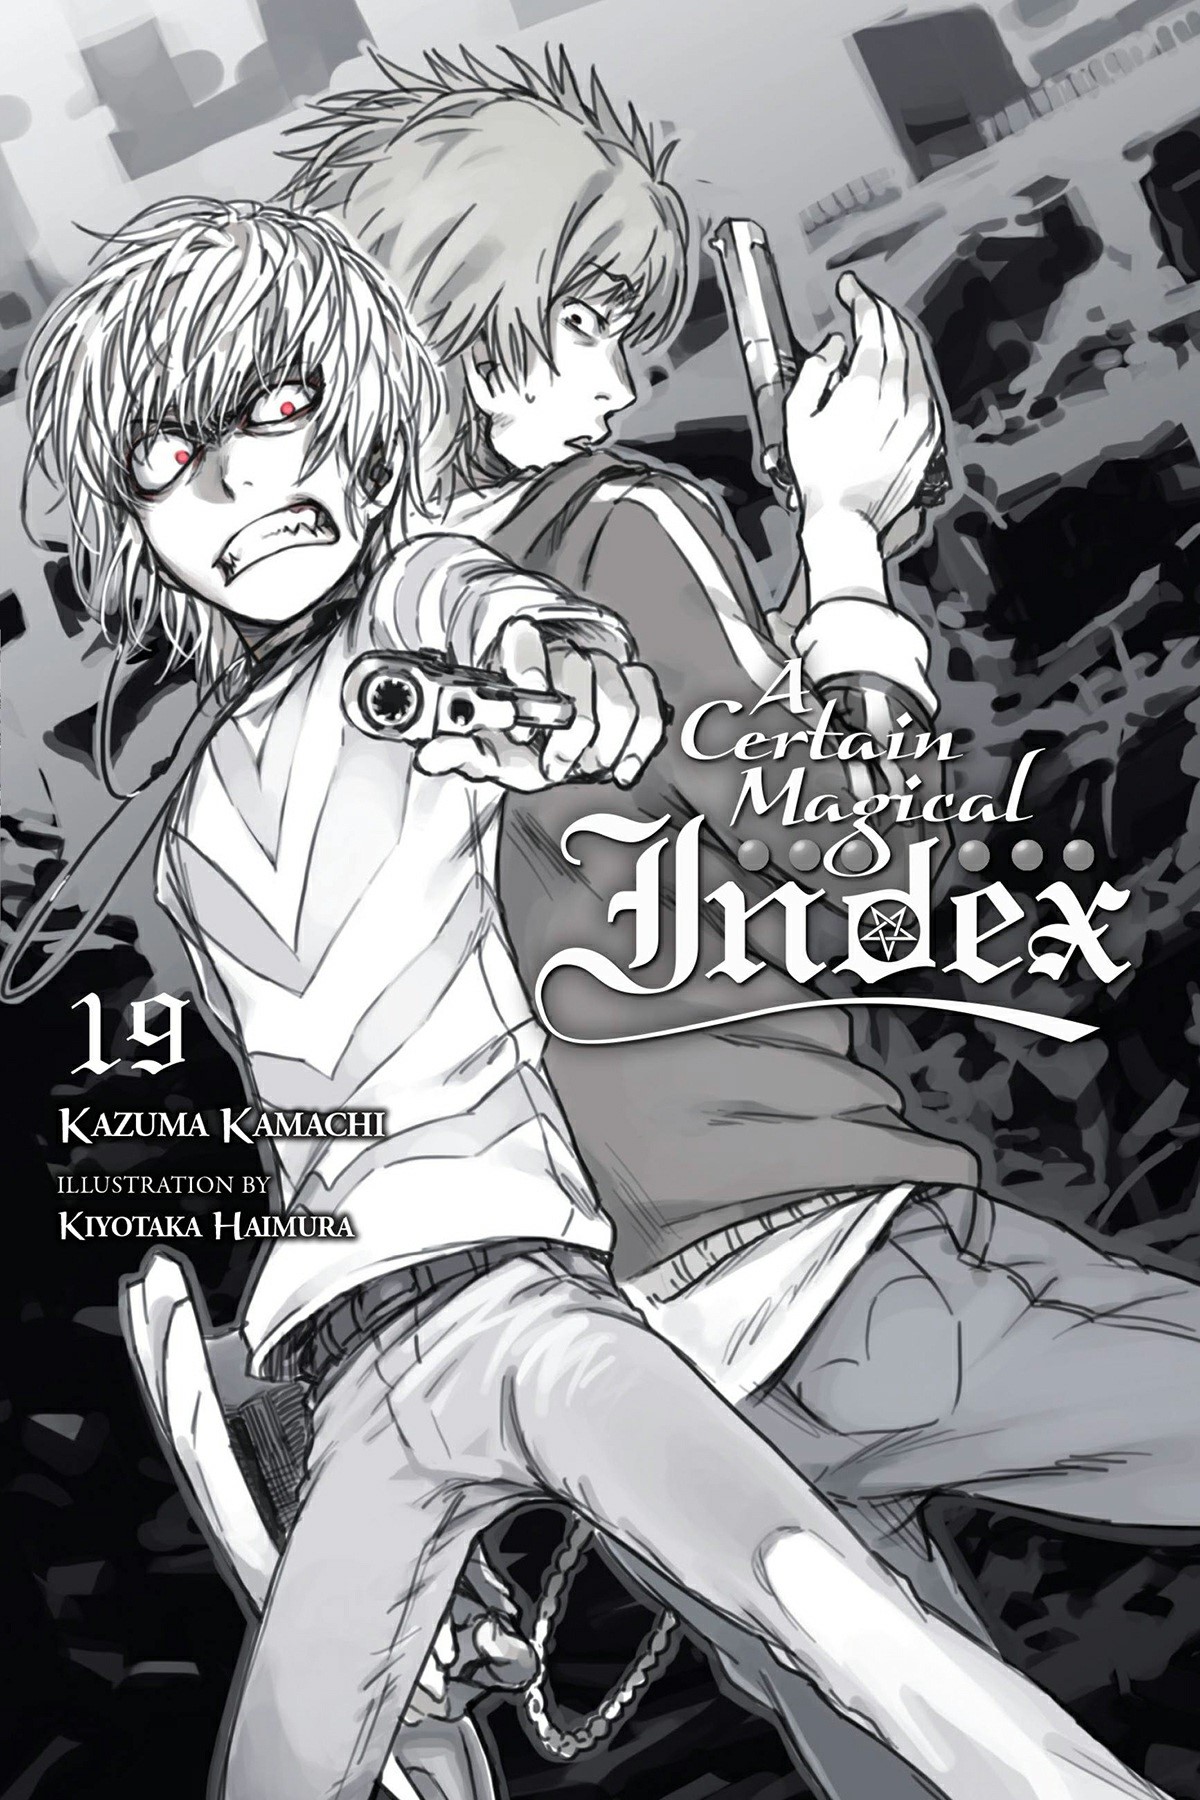 A
Certain
Magical
Index
19
KAZUMA KAMACHI
ILLUSTRATION BY
KIYOTAKA HAIMURA